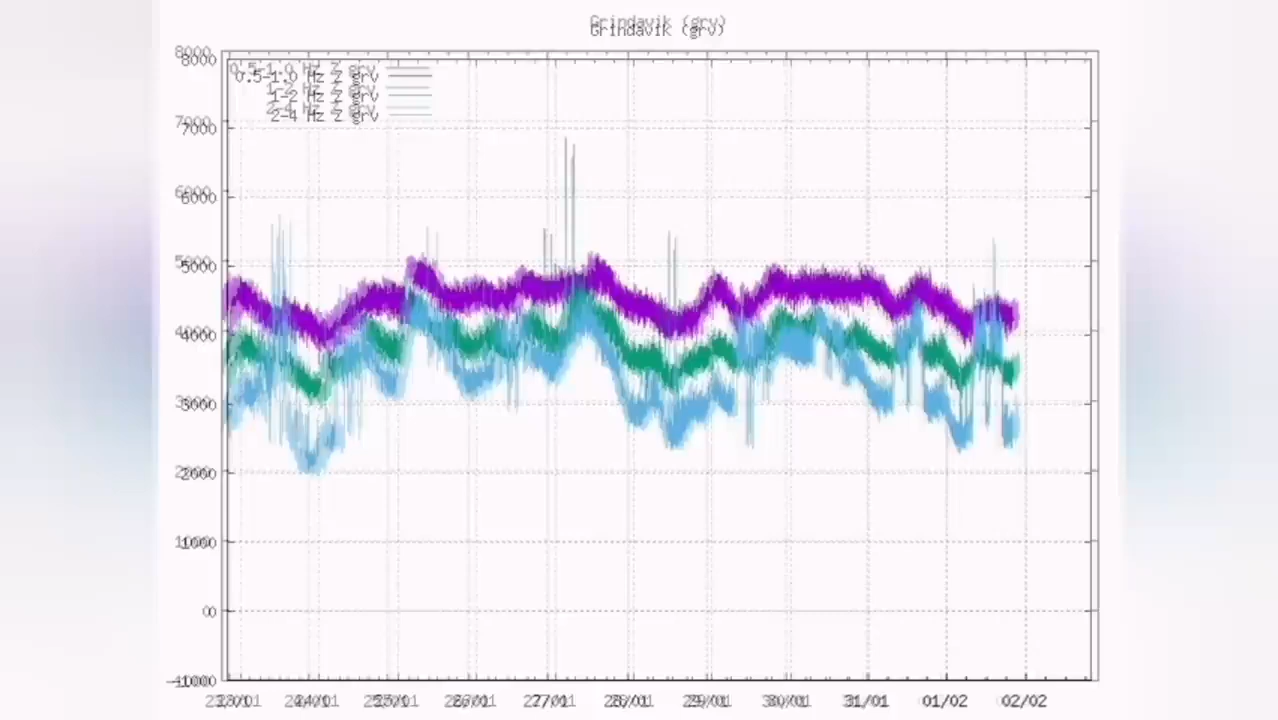 Grindavik (grv)
8000
0.5-1.0 Hz Z grv
1-2 Hz Z grv
2-4 Hz Z grv
7000
6000
5000
4000
3000
2000
1000
0
-1000
23/01 24/01 25/01 26/01 27/01 28/01 29/01 30/01 31/01 01/02 02/02